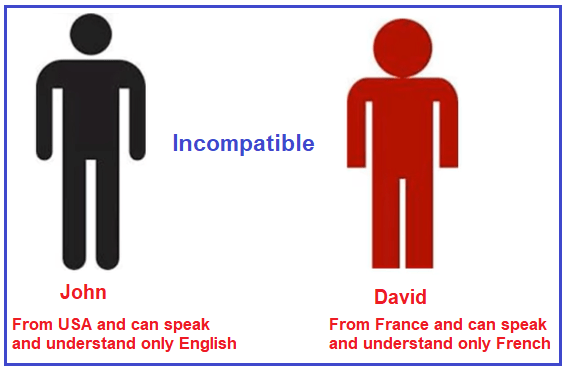 Incompatible
John
From USA and can speak
and understand only English
David
From France and can speak
and understand only French